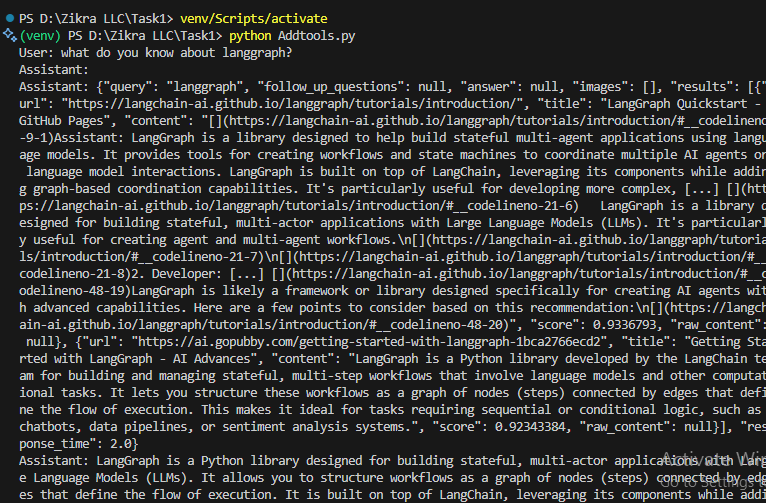 PS D:\Zikra LLC\Task1> venv/Scripts/activate
(venv) PS D:\Zikra LLC\Task1> python Addtools.py
User: what do you know about langgraph?
Assistant:
Assistant: {"query": "langgraph", "follow_up_questions": null, "answer": null, "images": [], "results": [{"
url": "https://langchain-ai.github.io/langgraph/tutorials/introduction/", "title": "LangGraph Quickstart -
GitHub Pages", "content": "[](https://langchain-ai.github.io/langgraph/tutorials/introduction/#__codelineno
-9-1)Assistant: LangGraph is a library designed to help build stateful multi-agent applications using langu
age models. It provides tools for creating workflows and state machines to coordinate multiple AI agents or
 language model interactions. LangGraph is built on top of LangChain, leveraging its components while addin
g graph-based coordination capabilities. It's particularly useful for developing more complex, [...] [](htt
ps://langchain-ai.github.io/langgraph/tutorials/introduction/#__codelineno-21-6)   LangGraph is a library d
esigned for building stateful, multi-actor applications with Large Language Models (LLMs). It's particularl
y useful for creating agent and multi-agent workflows.\n[](https://langchain-ai.github.io/langgraph/tutoria
ls/introduction/#__codelineno-21-7)\n[](https://langchain-ai.github.io/langgraph/tutorials/introduction/#__
codelineno-21-8)2. Developer: [...] [](https://langchain-ai.github.io/langgraph/tutorials/introduction/#__c
odelineno-48-19)LangGraph is likely a framework or library designed specifically for creating AI agents wit
h advanced capabilities. Here are a few points to consider based on this recommendation:\n[](https://langch
ain-ai.github.io/langgraph/tutorials/introduction/#__codelineno-48-20)", "score": 0.9336793, "raw_content":
 null}, {"url": "https://ai.gopubby.com/getting-started-with-langgraph-1bca2766ecd2", "title": "Getting Sta
rted with LangGraph - AI Advances", "content": "LangGraph is a Python library developed by the LangChain te
am for building and managing stateful, multi-step workflows that involve language models and other computat
ional tasks. It lets you structure these workflows as a graph of nodes (steps) connected by edges that defi
ne the flow of execution. This makes it ideal for tasks requiring sequential or conditional logic, such as
chatbots, data pipelines, or sentiment analysis systems.", "score": 0.92343384, "raw_content": null}], "res
ponse_time": 2.0}
Assistant: LangGraph is a Python library designed for building stateful, multi-actor applications with Larg
e Language Models (LLMs). It allows you to structure workflows as a graph of nodes (steps) connected by edg
es that define the flow of execution. It is built on top of LangChain, leveraging its components while addi
Activate Win
Go to Settings t